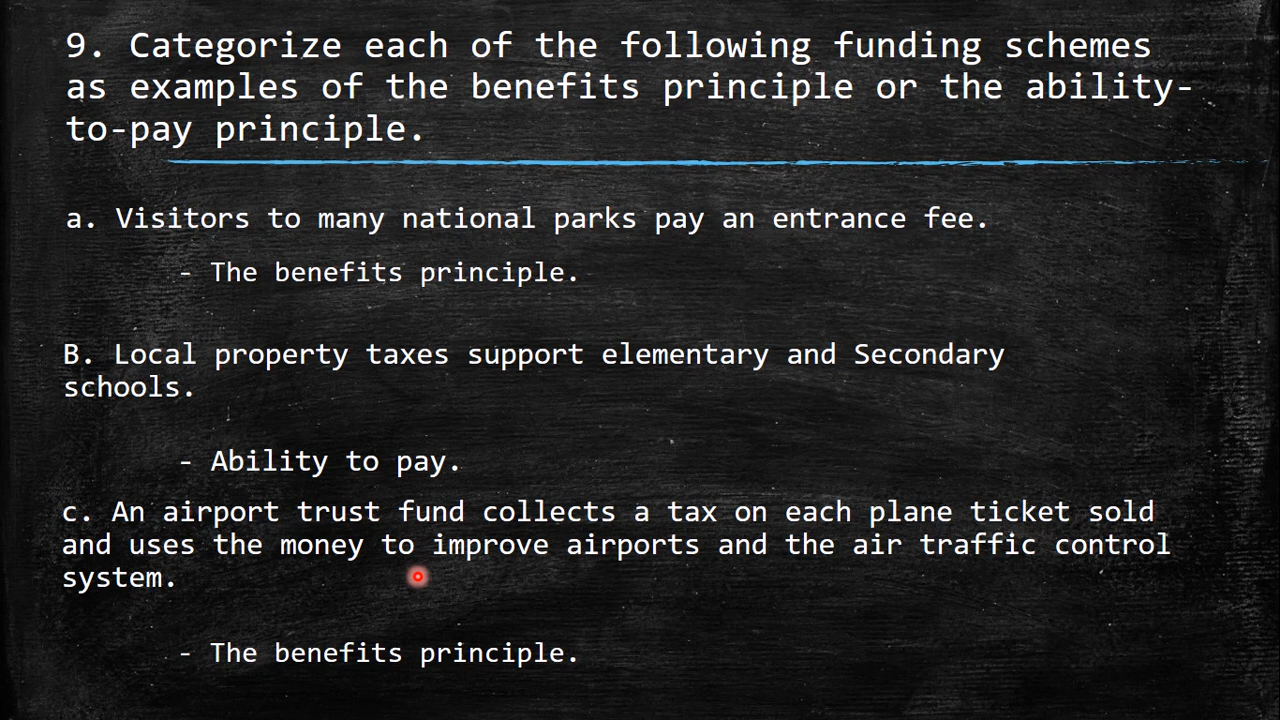 9. Categorize each of the following funding schemes
as examples of the benefits principle or the ability-
to-pay principle.
a. Visitors to many national parks pay an entrance fee.
- The benefits principle.
B. Local property taxes support elementary and Secondary
schools.
- Ability to pay.
c. An airport trust fund collects a tax on each plane ticket sold
and uses the money to improve airports and the air traffic control
system.
- The benefits principle.